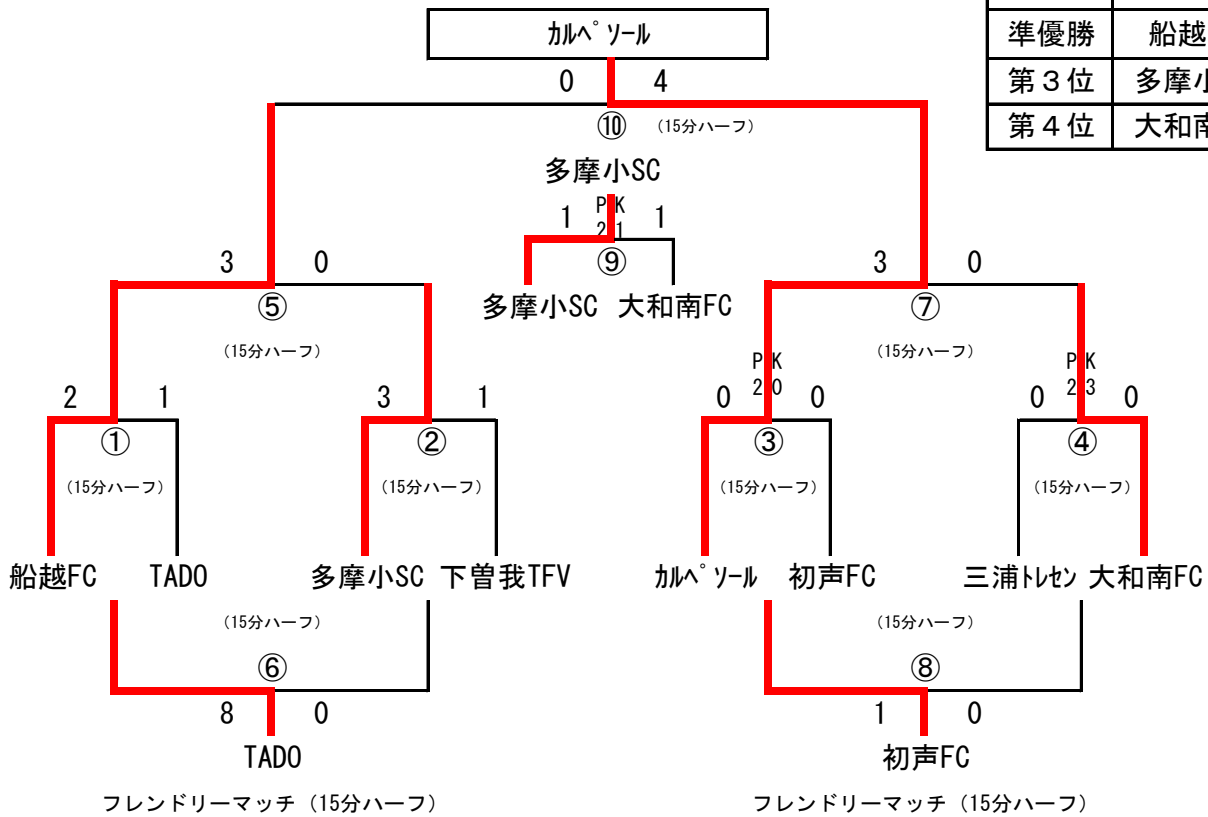 ｶﾙﾍﾟｿｰﾙ
準優勝 船越
第３位 多摩小
第４位 大和南
0 4
⑩ （15分ハーフ）
多摩小SC
1 PK 1
2 1
⑨
多摩小SC 大和南FC
3 0
⑤
（15分ハーフ）
3 0
⑦
（15分ハーフ）
2 1
①
（15分ハーフ）
3 1
②
（15分ハーフ）
PK
0 2 0 0
③
（15分ハーフ）
PK
0 2 3 0
④
（15分ハーフ）
船越FC TADO 多摩小SC 下曽我TFV ｶﾙﾍﾟｿｰﾙ 初声FC 三浦ﾄﾚｾﾝ 大和南FC
（15分ハーフ）
⑥
8 0
TADO
フレンドリーマッチ（15分ハーフ）
（15分ハーフ）
⑧
1 0
初声FC
フレンドリーマッチ（15分ハーフ）